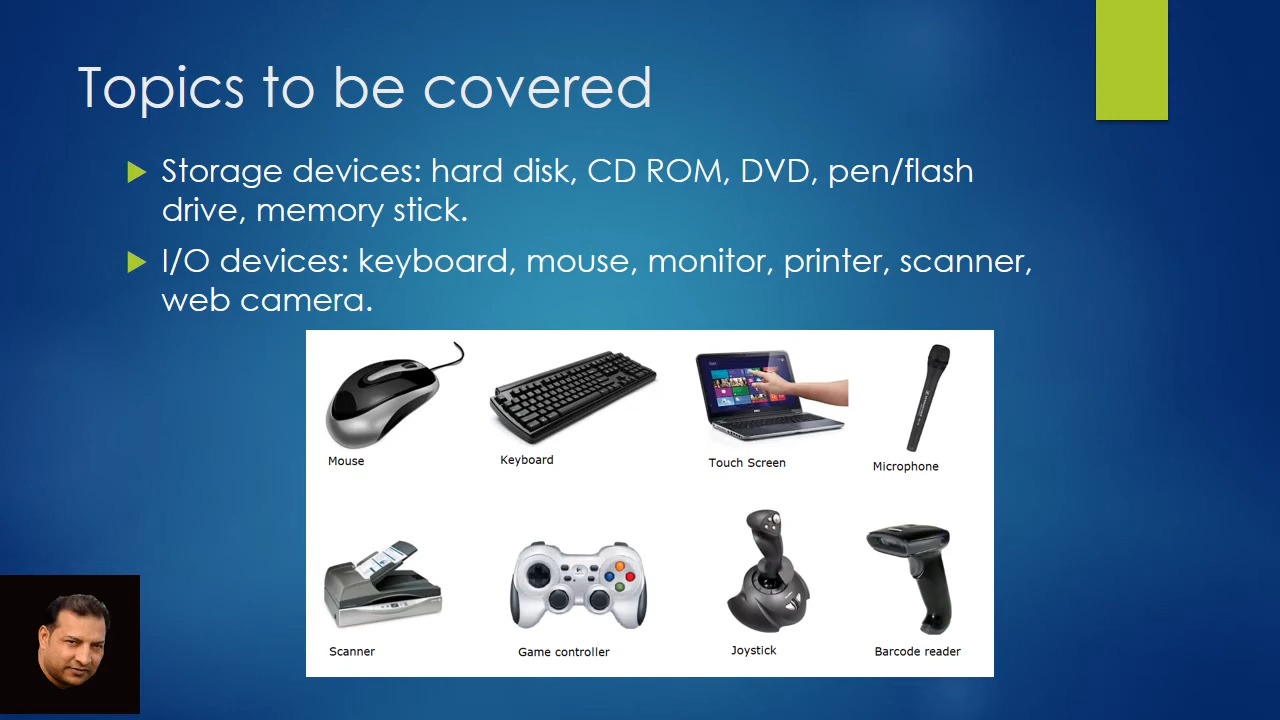 Topics to be covered
Storage devices: hard disk, CD ROM, DVD, pen/flash
drive, memory stick.
I/O devices: keyboard, mouse, monitor, printer, scanner,
web camera.
Mouse
Keyboard
Touch Screen
Microphone
Scanner
Game controller
Joystick
Barcode reader